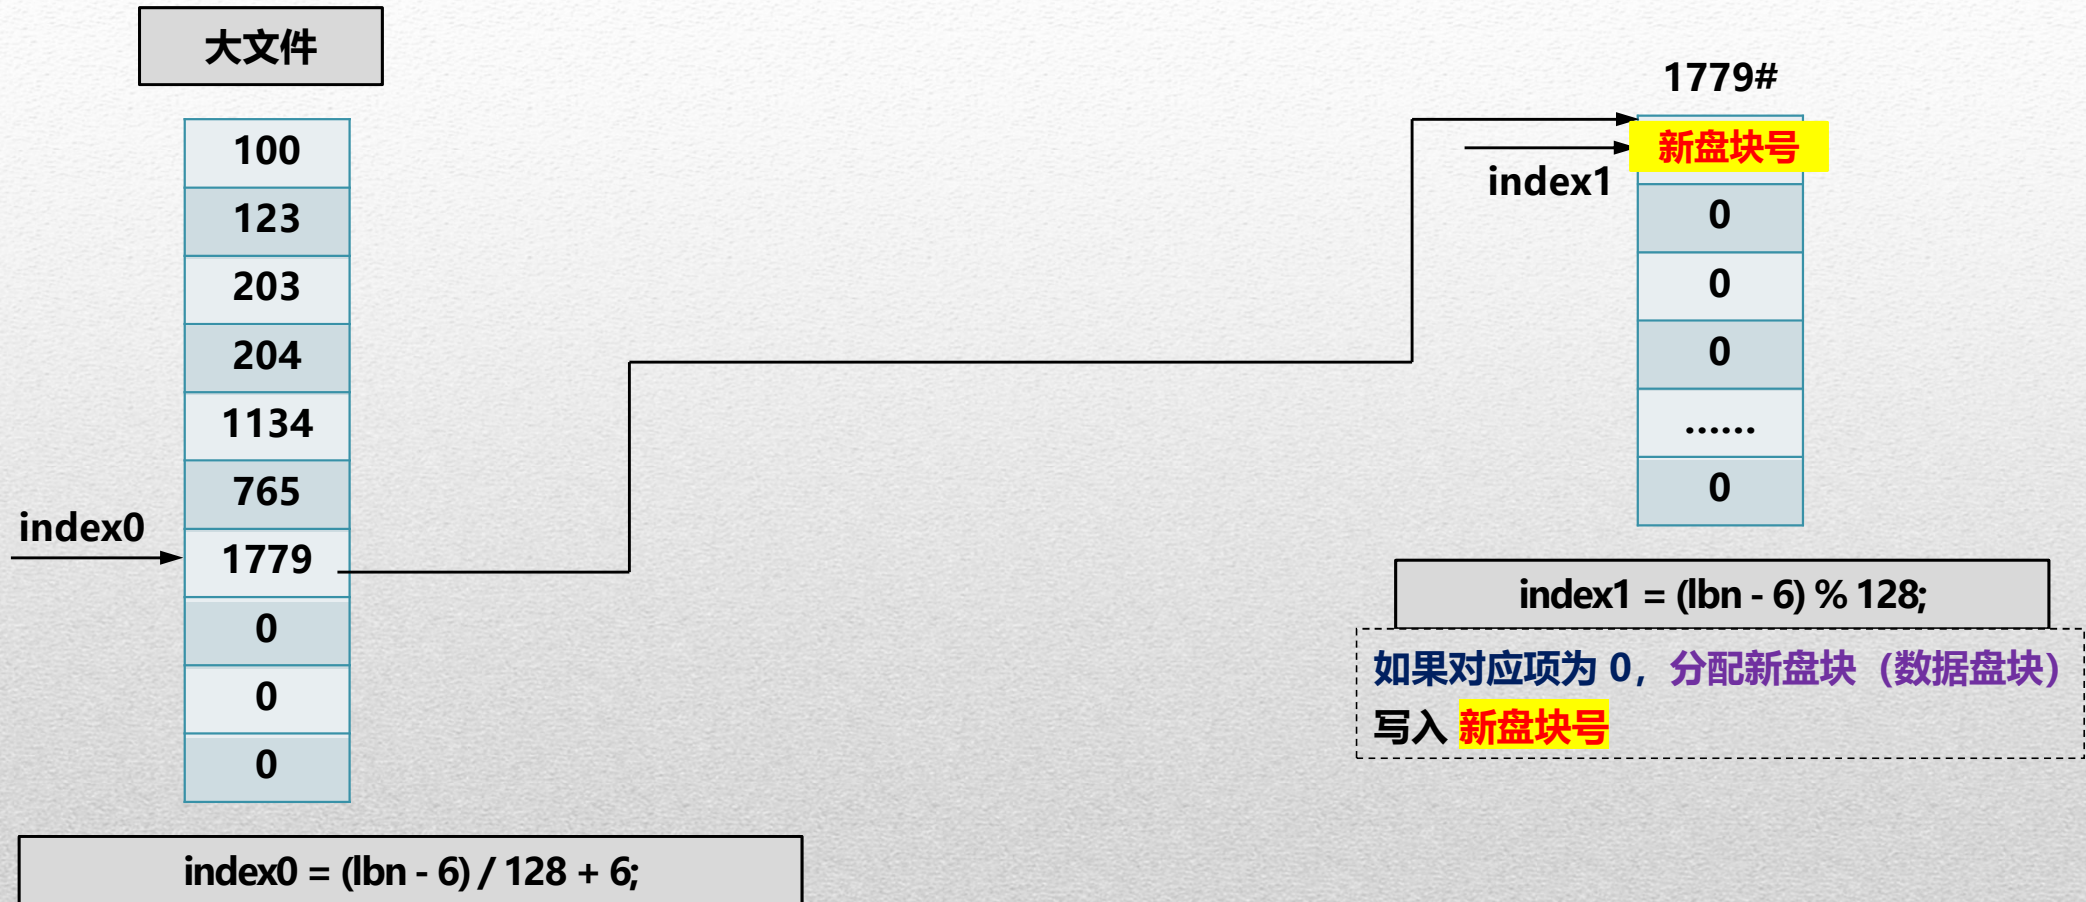 大文件
100
123
203
204
1134
765
index0
1779
0
0
0
index0 = (lbn - 6) / 128 + 6;
1779#
新盘块号
index1
0
0
0
......
0
index1 = (lbn - 6) % 128;
如果对应项为 0，分配新盘块（数据盘块）
写入 新盘块号